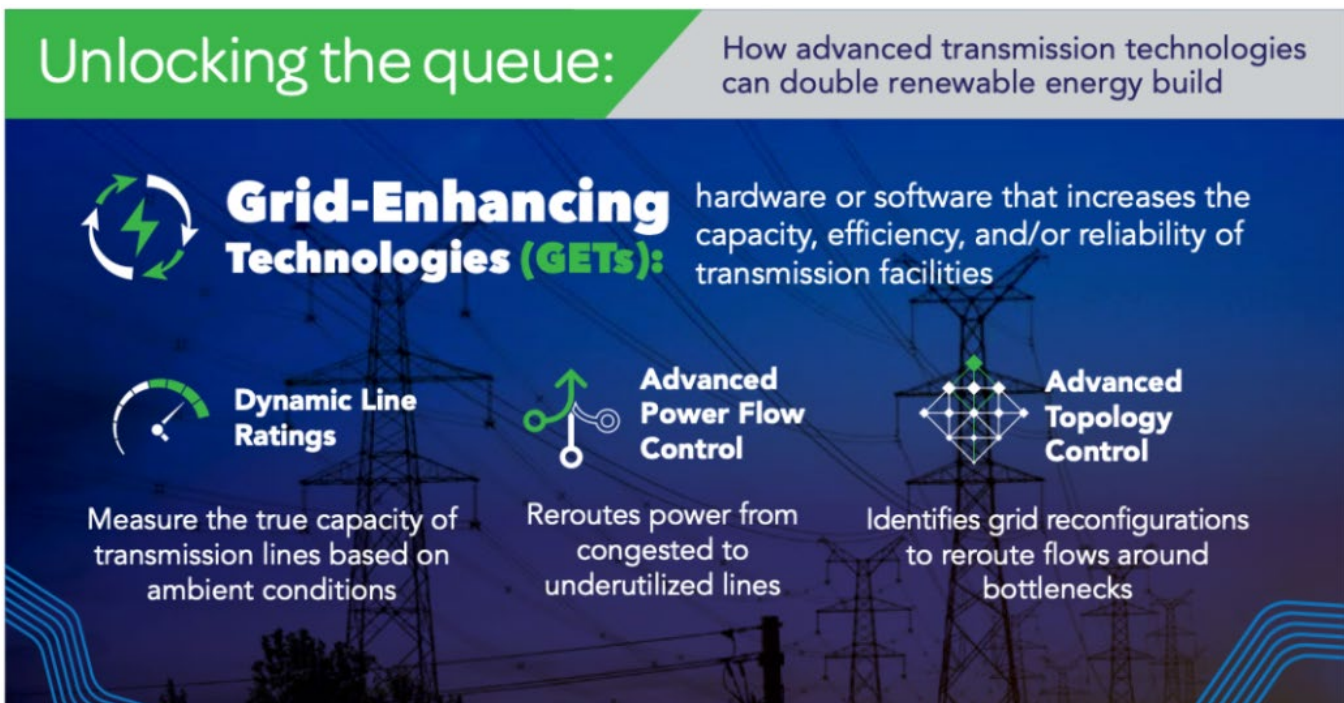 Unlocking the queue:
How advanced transmission technologies
can double renewable energy build
Grid-Enhancing
Technologies (GETs):
hardware or software that increases the
capacity, efficiency, and/or reliability of
transmission facilities
Dynamic Line
Ratings
Measure the true capacity of
transmission lines based on
ambient conditions
Advanced
Power Flow
Control
Reroutes power from
congested to
underutilized lines
Advanced
Topology
Control
Identifies grid reconfigurations
to reroute flows around
bottlenecks